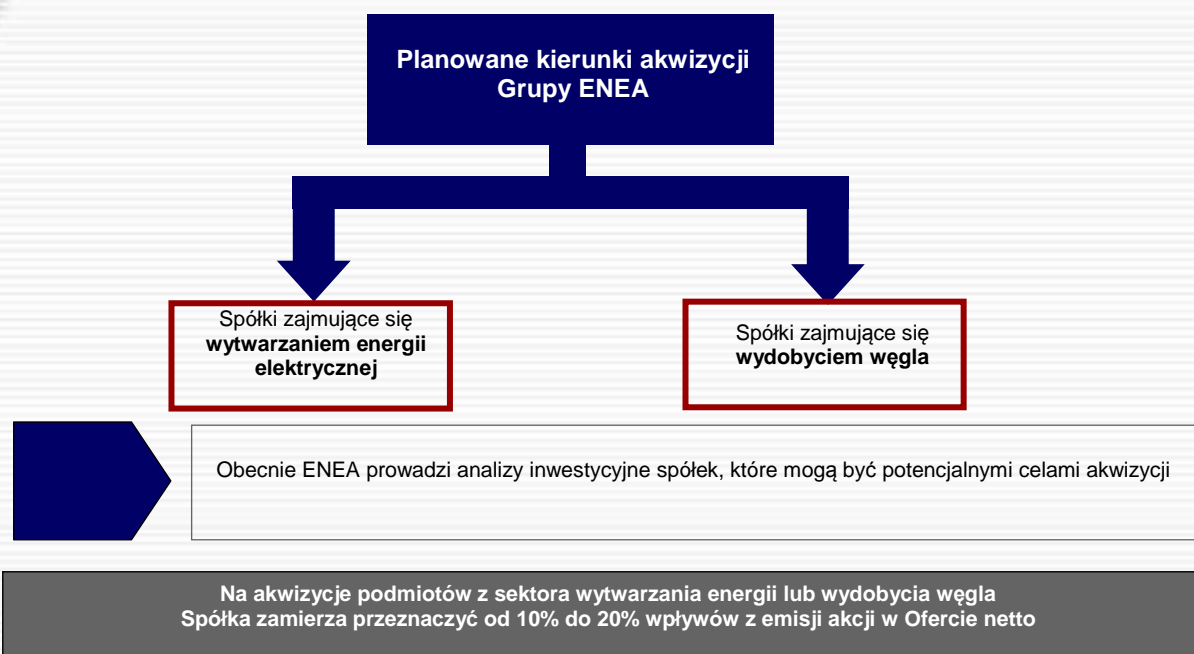 Planowane kierunki akwizycji
Grupy ENEA
Spółki zajmujące się
wytwarzaniem energii
elektrycznej
Spółki zajmujące się
wydobyciem węgla
Obecnie ENEA prowadzi analizy inwestycyjne spółek, które mogą być potencjalnymi celami akwizycji
Na akwizycje podmiotów z sektora wytwarzania energii lub wydobycia węgla
Spółka zamierza przeznaczyć od 10% do 20% wpływów z emisji akcji w Ofercie netto